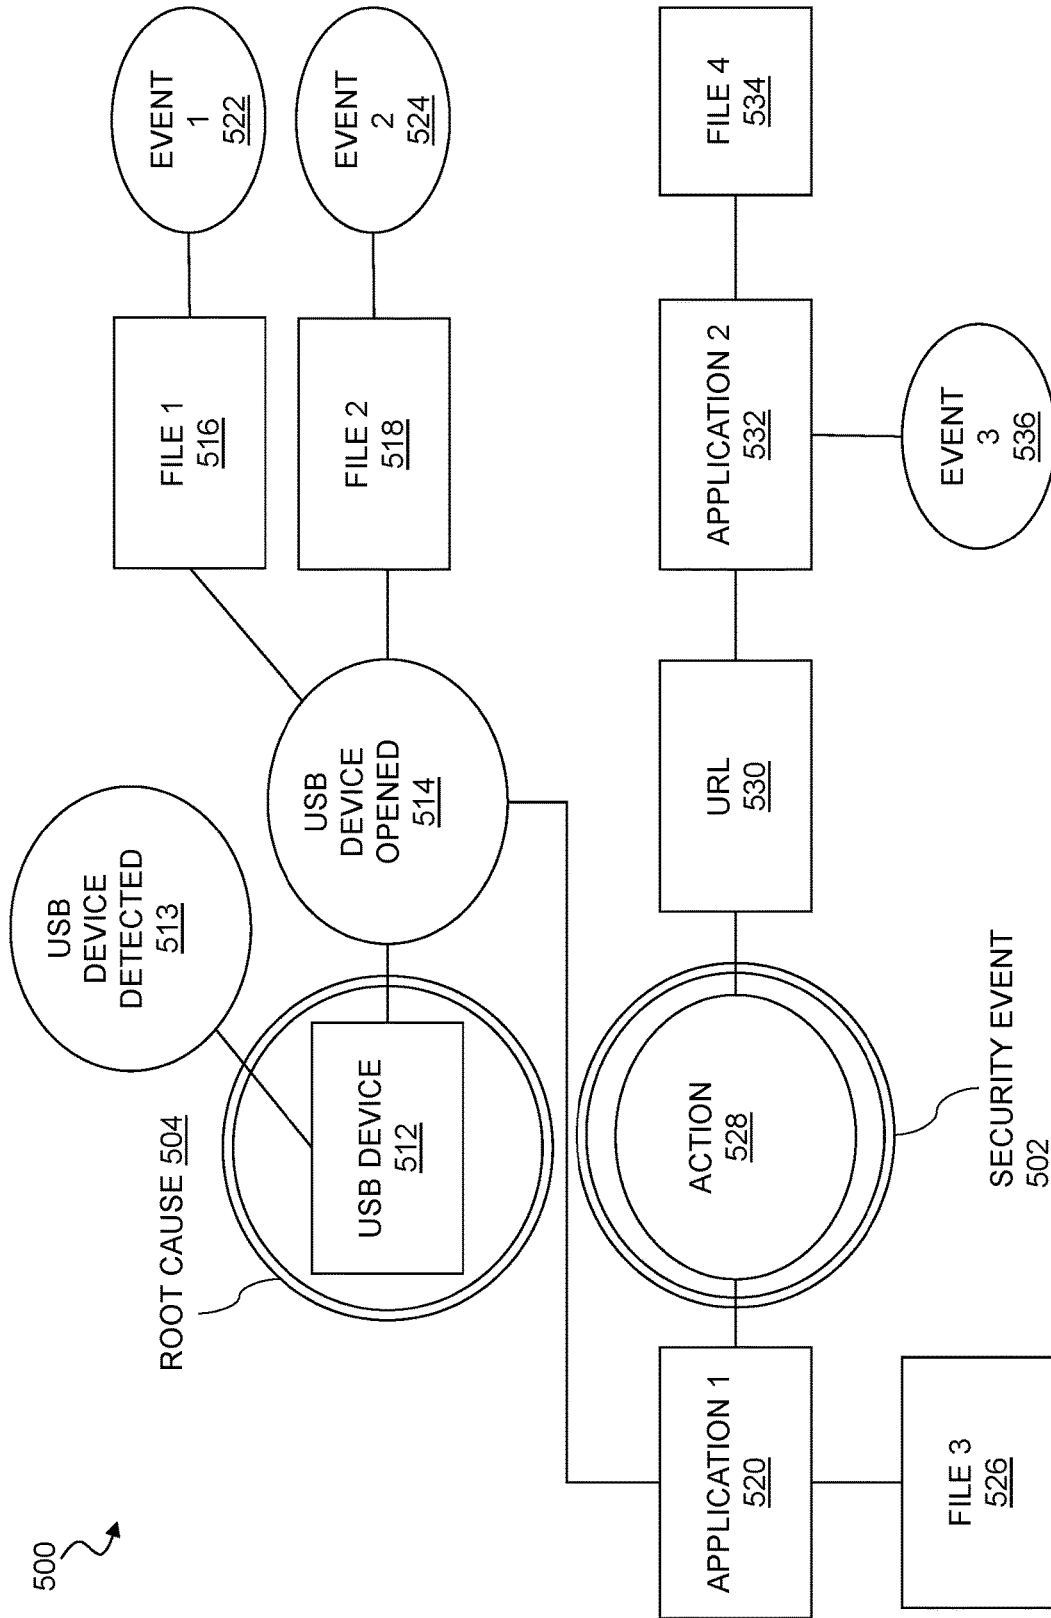 500
ROOT CAUSE 504
USB
DEVICE
DETECTED
513
USB DEVICE
512
USB
DEVICE
OPENED
514
FILE 1
516
EVENT
1
522
FILE 2
518
EVENT
2
524
APPLICATION 1
520
ACTION
528
URL
530
APPLICATION 2
532
FILE 4
534
FILE 3
526
SECURITY EVENT
502
EVENT
3
536